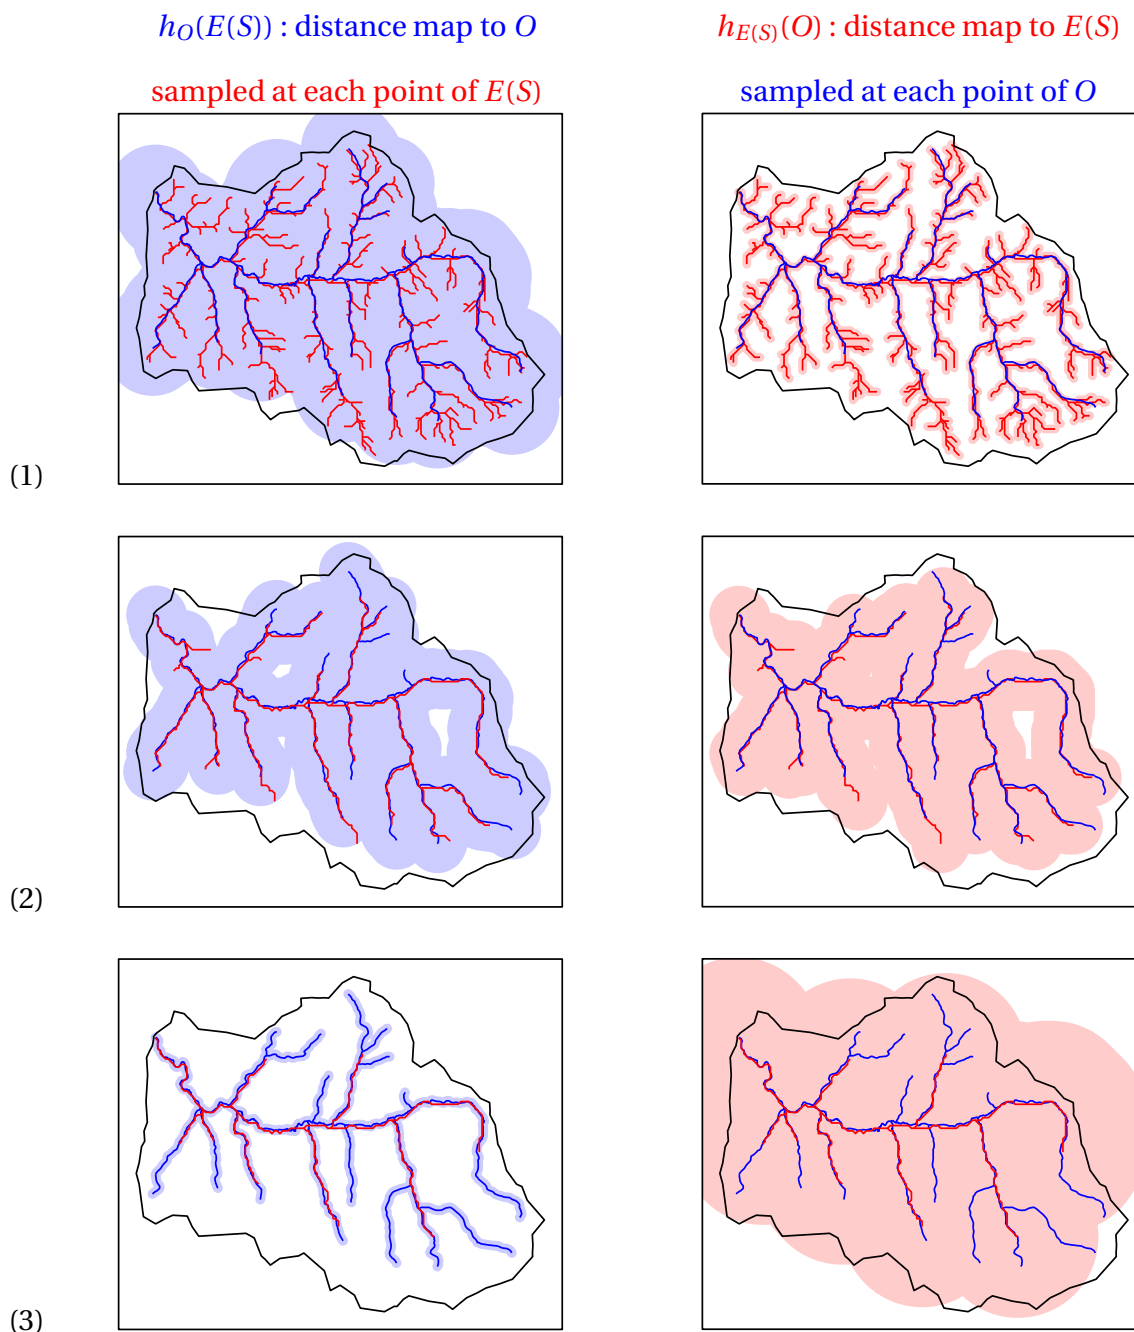 h_O(E(S)) : distance map to O
sampled at each point of E(S)
h_{E(S)}(O) : distance map to E(S)
sampled at each point of O
(1)
(2)
(3)